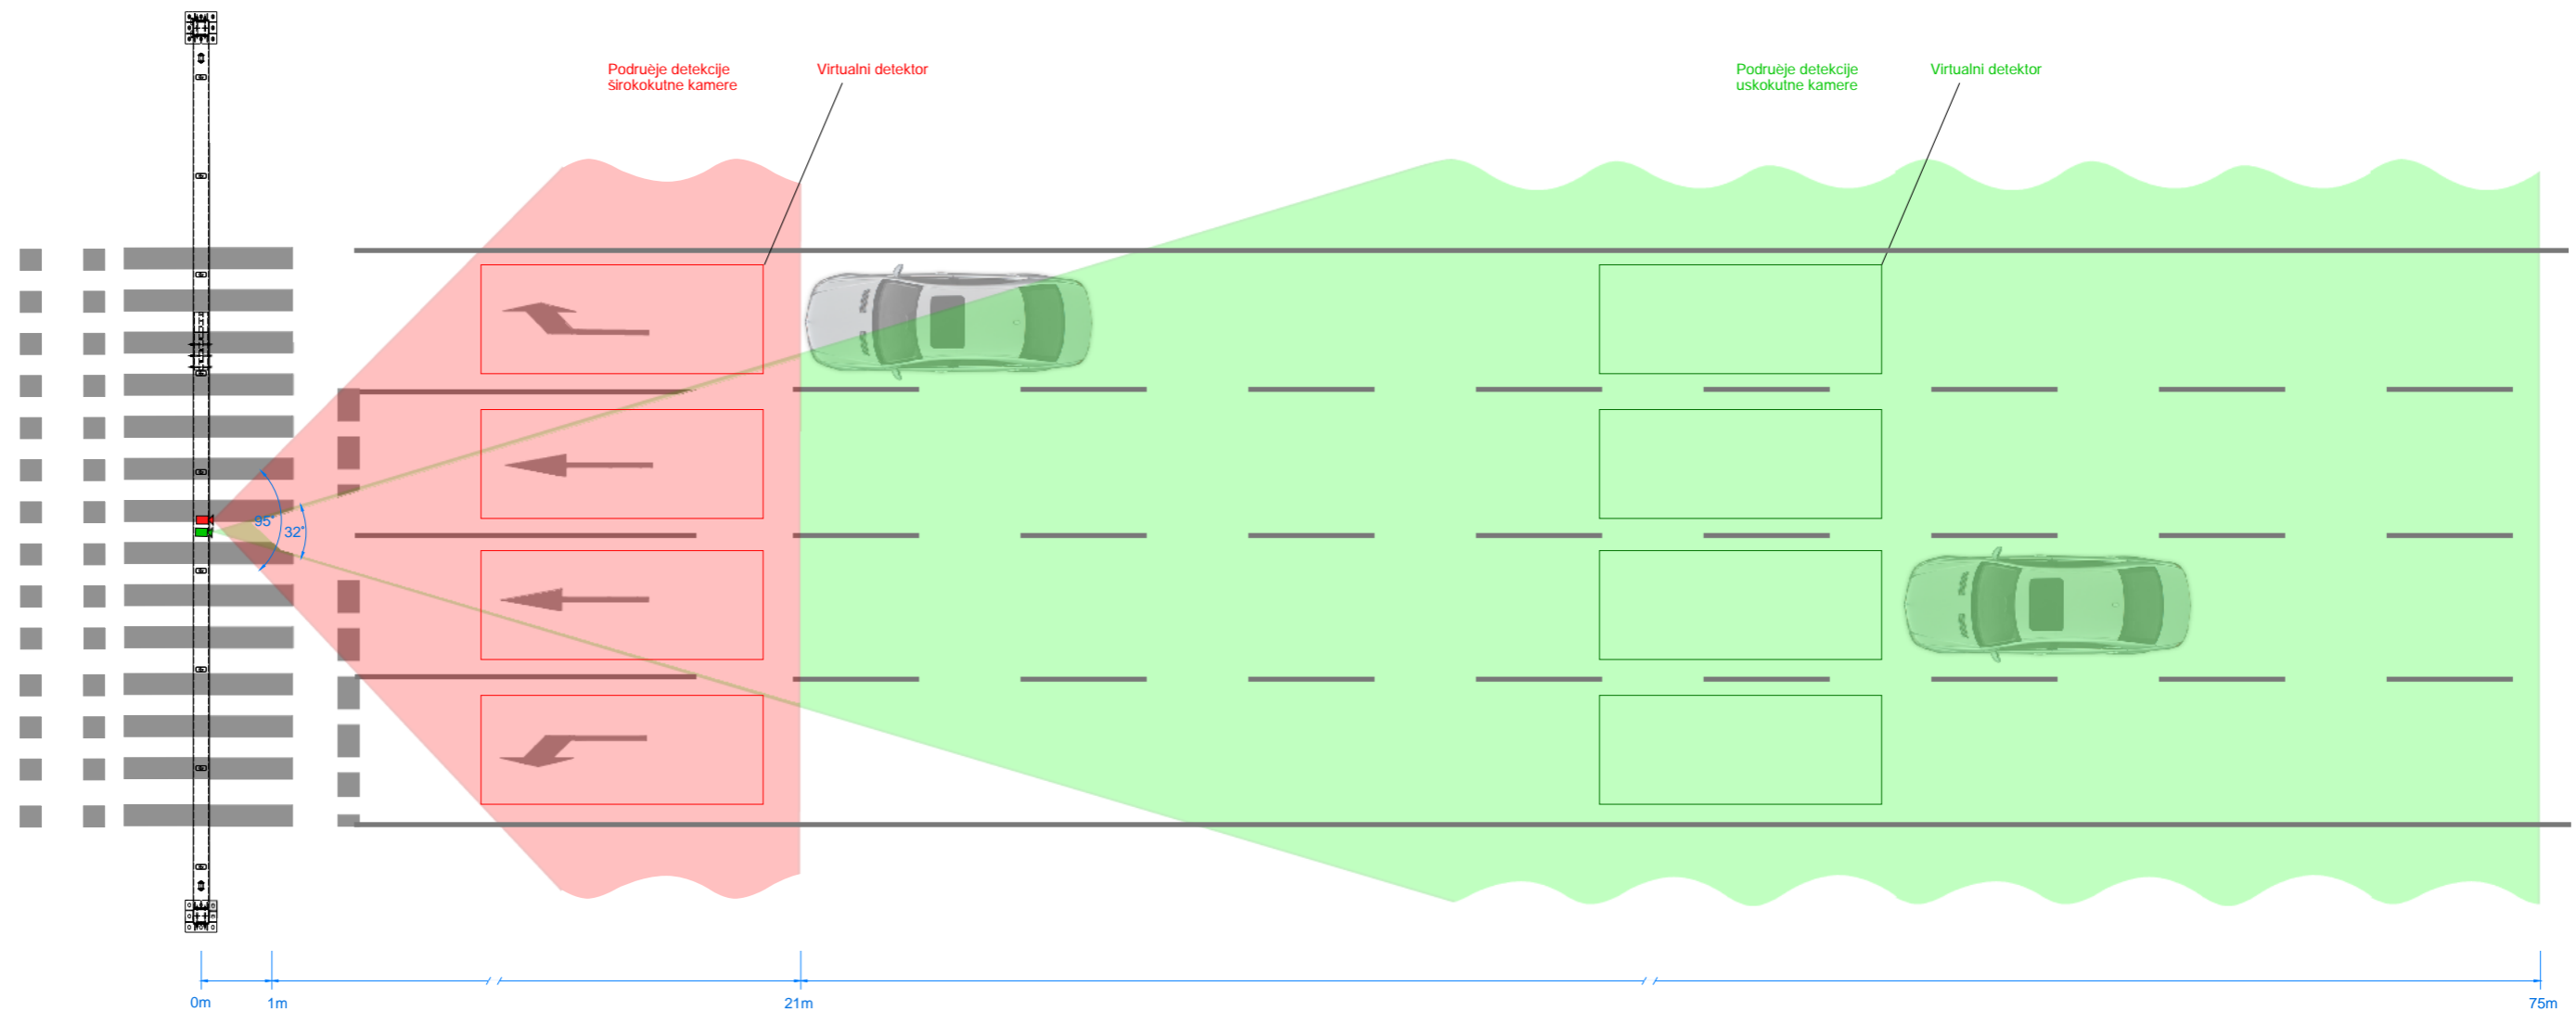 Podruèje detekcije
širokokutne kamere
Virtualni detektor
Podruèje detekcije
uskokutne kamere
Virtualni detektor
95°
32°
0m
1m
21m
75m